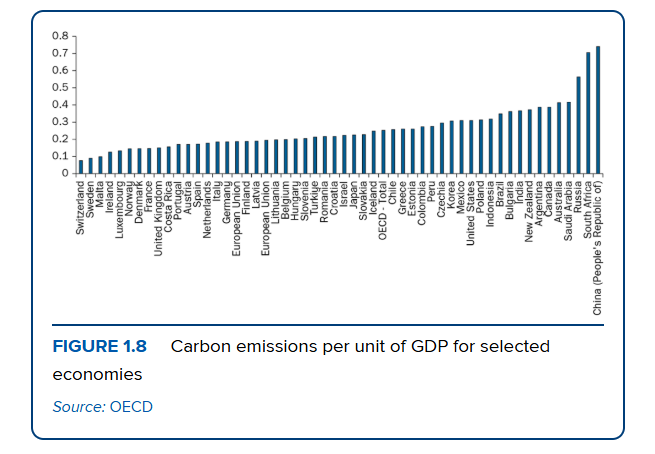 0.8
0.7
0.6
0.5
0.4
0.3
0.2
0.1
0
Switzerland
Sweden
Malta
Ireland
Luxembourg
Norway
Denmark
France
United Kingdom
Costa Rica
Portugal
Austria
Spain
Netherlands
Italy
Germany
European Union
Finland
Latvia
European Union
Lithuania
Belgium
Hungary
Slovenia
Turkiye
Romania
Croatia
Israel
Japan
Slovakia
Iceland
OECD - Total
Chile
Greece
Estonia
Colombia
Peru
Czechia
Korea
Mexico
United States
Poland
Indonesia
Brazil
Bulgaria
India
New Zealand
Argentina
Canada
Australia
Saudi Arabia
Russia
South Africa
China (People's Republic of)
FIGURE 1.8 Carbon emissions per unit of GDP for selected
economies
Source: OECD